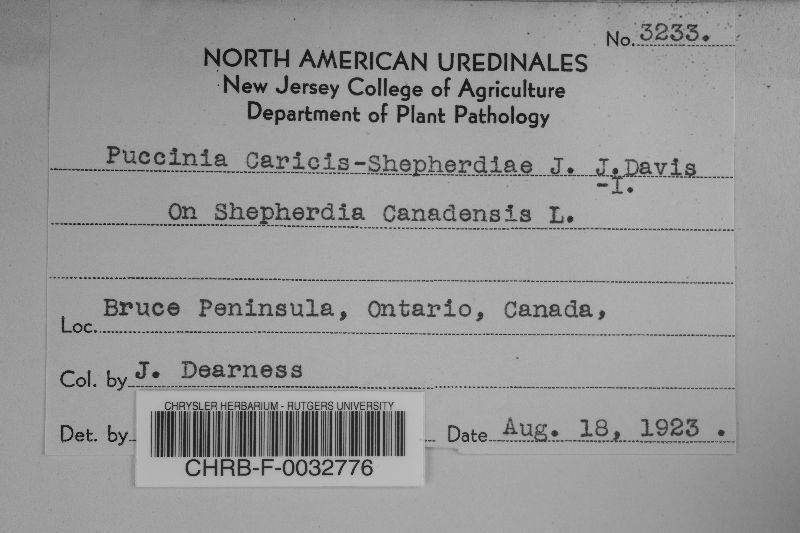 No. 3233.
NORTH AMERICAN UREDINALES
New Jersey College of Agriculture
Department of Plant Pathology
Puccinia Caricis-Shepherdiae J. J.Davis
-I.
On Shepherdia Canadensis L.
Loc. Bruce Peninsula, Ontario, Canada,
Col. by J. Dearness
Det. by
Date Aug. 18, 1923 .
CHRYSLER HERBARIUM - RUTGERS UNIVERSITY
CHRB-F-0032776